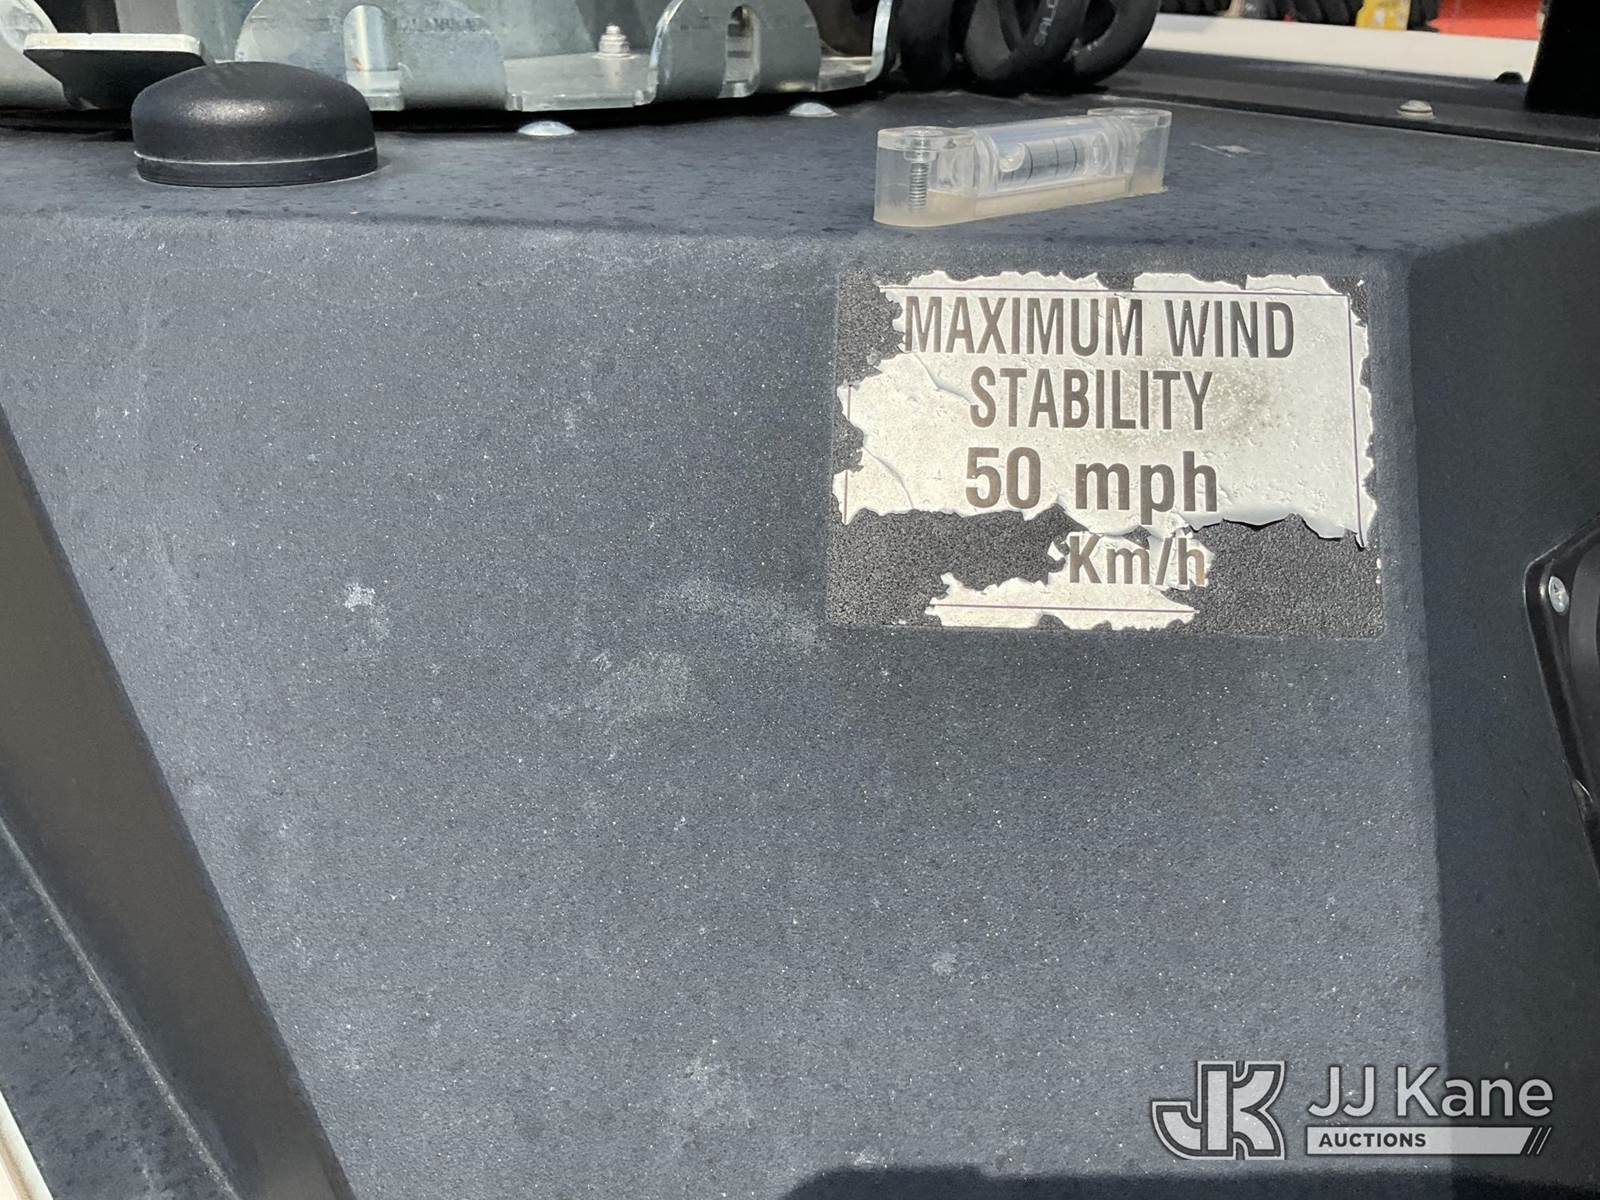 MAXIMUM WIND
STABILITY
50 mph
Km/h
JJ Kane
AUCTIONS